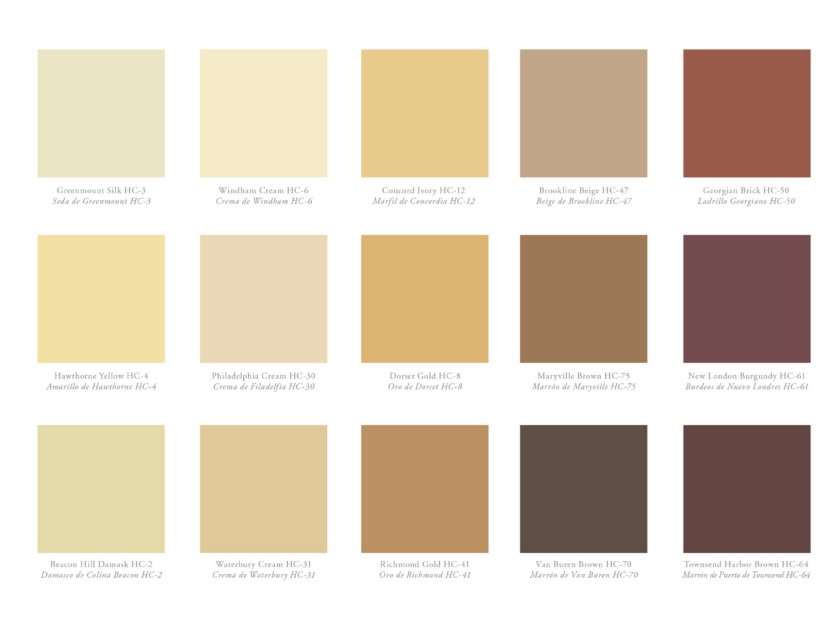 Greenmount Silk HC-3
Seda de Greenmount HC-3
Windham Cream HC-6
Crema de Windham HC-6
Concord Ivory HC-12
Marfil de Concordia HC-12
Brookline Beige HC-47
Beige de Brookline HC-47
Georgian Brick HC-50
Ladrillo Georgiano HC-50
Hawthorne Yellow HC-4
Amarillo de Hawthorne HC-4
Philadelphia Cream HC-30
Crema de Filadelfia HC-30
Dorset Gold HC-8
Oro de Dorset HC-8
Maryville Brown HC-75
Marrón de Maryville HC-75
New London Burgundy HC-61
Burdeos de Nuevo Londres HC-61
Beacon Hill Damask HC-2
Damasco de Colina Beacon HC-2
Waterbury Cream HC-31
Crema de Waterbury HC-31
Richmond Gold HC-41
Oro de Richmond HC-41
Van Buren Brown HC-70
Marrón de Van Buren HC-70
Townsend Harbor Brown HC-64
Marrón de Puerto de Townsend HC-64